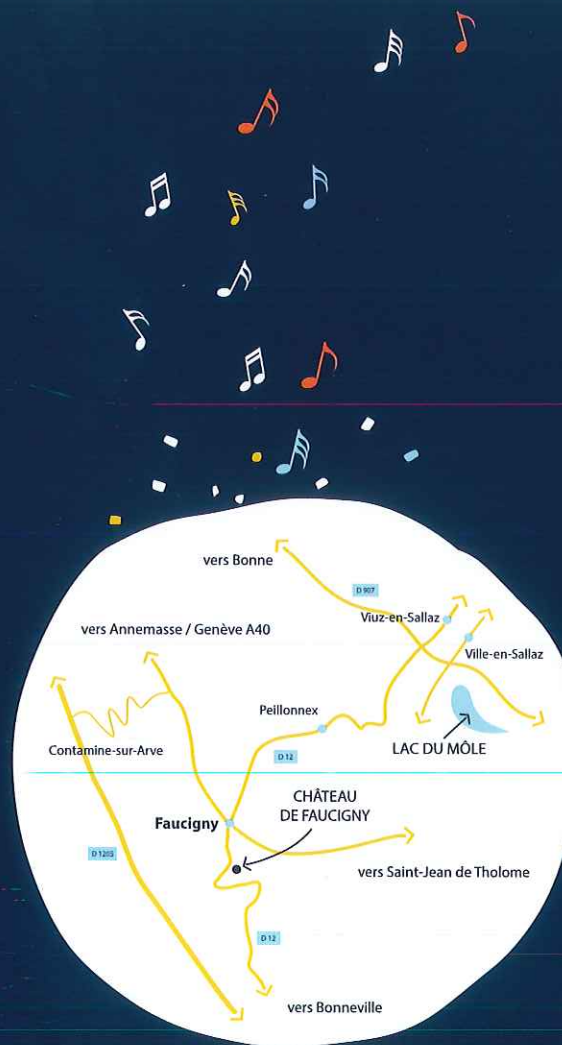 vers Bonne
D 907
Viuz-en-Sallaz
vers Annemasse / Genève A40
Ville-en-Sallaz
Peillonnex
Contamine-sur-Arve
LAC DU MÔLE
D 12
CHÂTEAU
DE FAUCIGNY
Faucigny
D 1205
vers Saint-Jean de Tholome
D 12
vers Bonneville